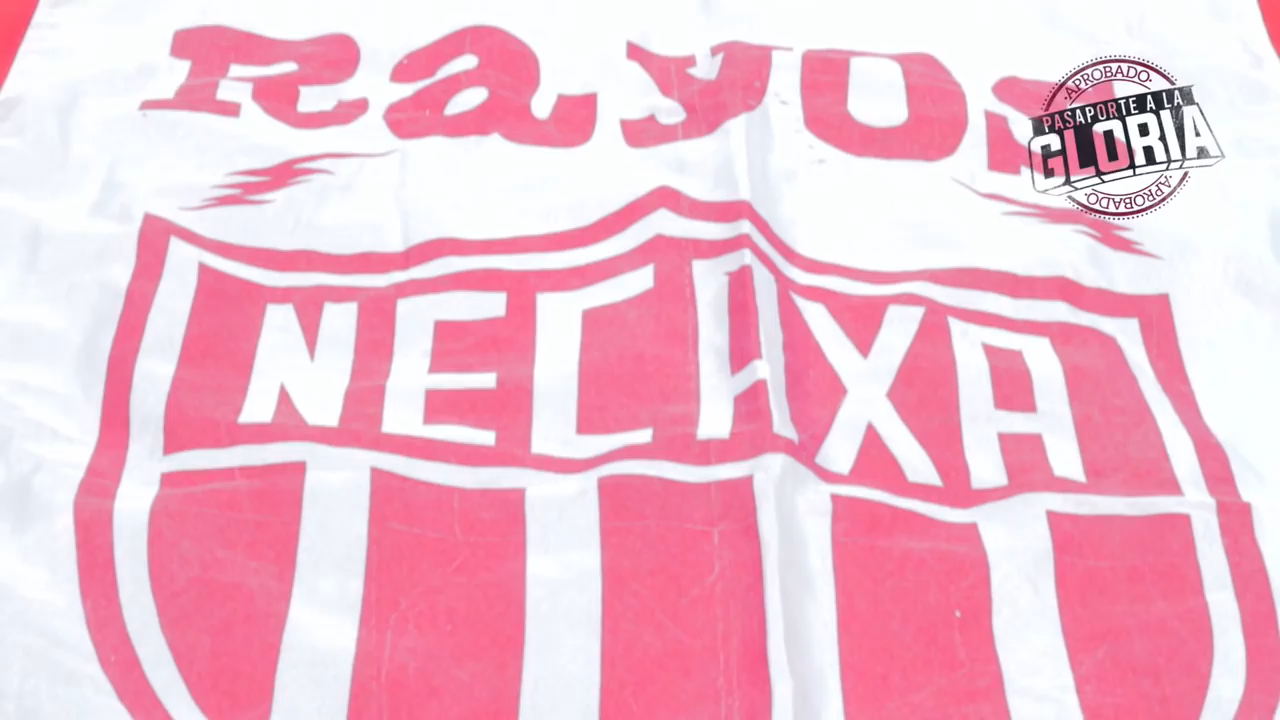 Rayos
NECAXA
·APROBADO·
PASAPORTE A LA
GLORIA
·APROBADO·